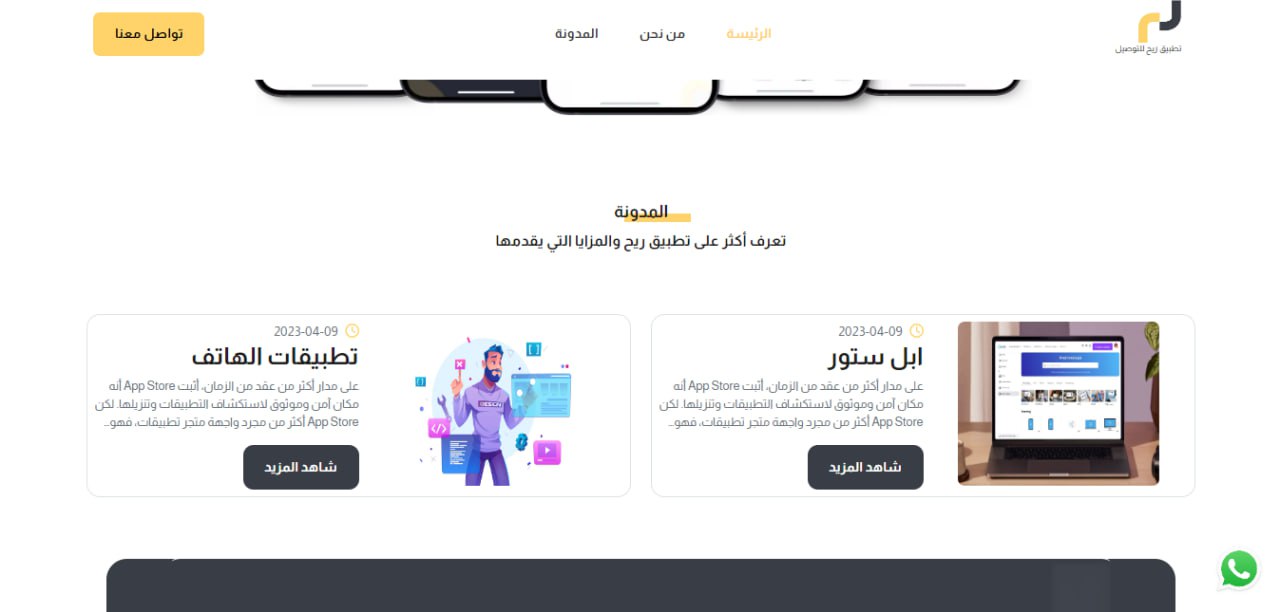 تطبيق ريح للتوصيل
الرئيسة
من نحن
المدونة
تواصل معنا
المدونة
تعرف أكثر على تطبيق ريح والمزايا التي يقدمها
2023-04-09
ابل ستور
على مدار أكثر من عقد من الزمان، أثبت App Store أنه
مكان آمن وموثوق لاستكشاف التطبيقات وتنزيلها. لكن
App Store أكثر من مجرد واجهة متجر تطبيقات، فهو...
شاهد المزيد
2023-04-09
تطبيقات الهاتف
على مدار أكثر من عقد من الزمان، أثبت App Store أنه
مكان آمن وموثوق لاستكشاف التطبيقات وتنزيلها. لكن
App Store أكثر من مجرد واجهة متجر تطبيقات، فهو...
شاهد المزيد